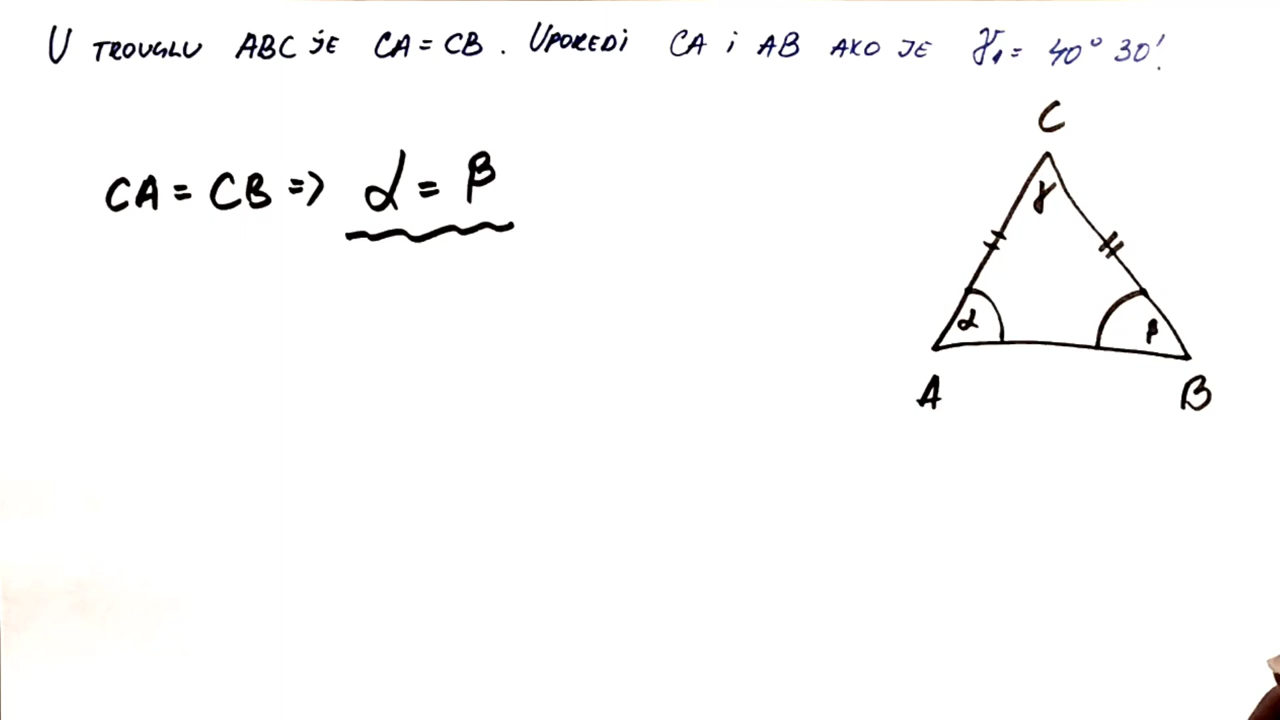 U TROUGLU ABC JE CA = CB. UPOREDI CA i AB AKO JE γ₁ = 40° 30'.
C
CA = CB => α = β
γ
α
β
A
B